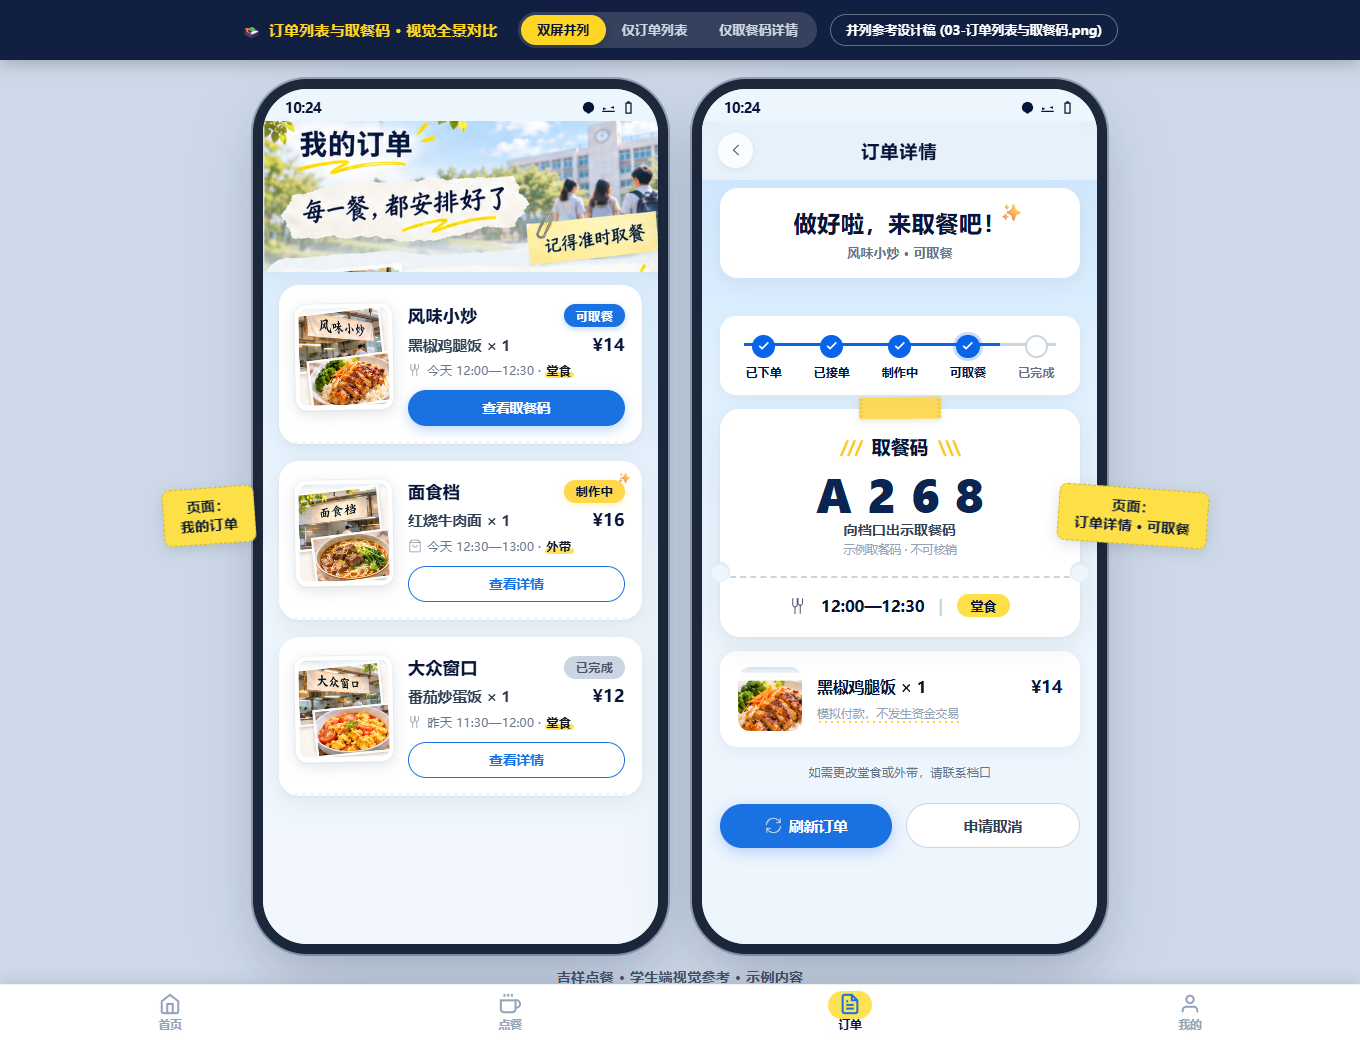 订单列表与取餐码 • 视觉全景对比
双屏并列
仅订单列表
仅取餐码详情
并列参考设计稿 (03-订单列表与取餐码.png)
10:24
我的订单
每一餐,都安排好了
记得准时取餐
风味小炒
风味小炒
可取餐
黑椒鸡腿饭 × 1
¥14
今天 12:00—12:30 · 堂食
查看取餐码
面食档
面食档
制作中
红烧牛肉面 × 1
¥16
今天 12:30—13:00 · 外带
查看详情
大众窗口
大众窗口
已完成
番茄炒蛋饭 × 1
¥12
昨天 11:30—12:00 · 堂食
查看详情
页面:
我的订单
10:24
订单详情
做好啦，来取餐吧！
风味小炒 • 可取餐
已下单
已接单
制作中
可取餐
已完成
/// 取餐码 \\\
A 2 6 8
向档口出示取餐码
示例取餐码 · 不可核销
12:00—12:30 | 堂食
黑椒鸡腿饭 × 1
¥14
模拟付款，不发生资金交易
如需更改堂食或外带，请联系档口
刷新订单
申请取消
页面:
订单详情 • 可取餐
吉祥点餐 • 学生端视觉参考 • 示例内容
首页
点餐
订单
我的